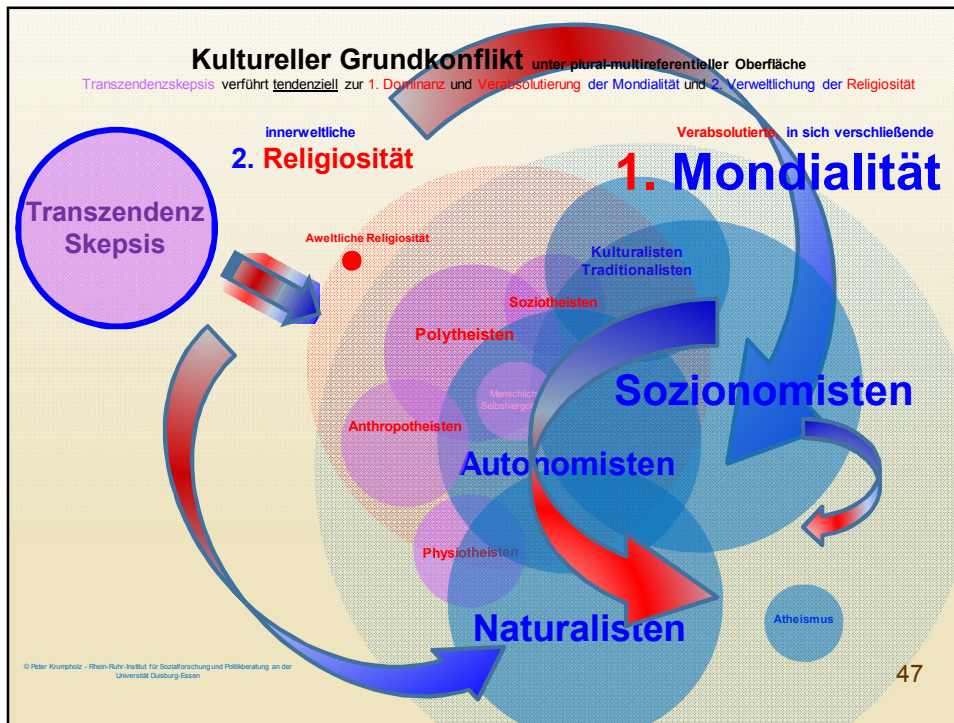 Kultureller Grundkonflikt unter plural-multireferentieller Oberfläche
Transzendenzskepsis verführt tendenziell zur 1. Dominanz und Verabsolutierung der Mondialität und 2. Verweltlichung der Religiosität
innerweltliche
2. Religiosität
Verabsolutierte, in sich verschließende
1. Mondialität
Transzendenz
Skepsis
Aweltliche Religiosität
Kulturalisten
Traditionalisten
Soziotheisten
Polytheisten
Sozionomisten
Anthropotheisten
Autonomisten
Physiotheisten
Naturalisten
Atheismus
© Peter Krumpholz - Rhein-Ruhr-Institut für Sozialforschung und Politikberatung an der
Universität Duisburg-Essen
47